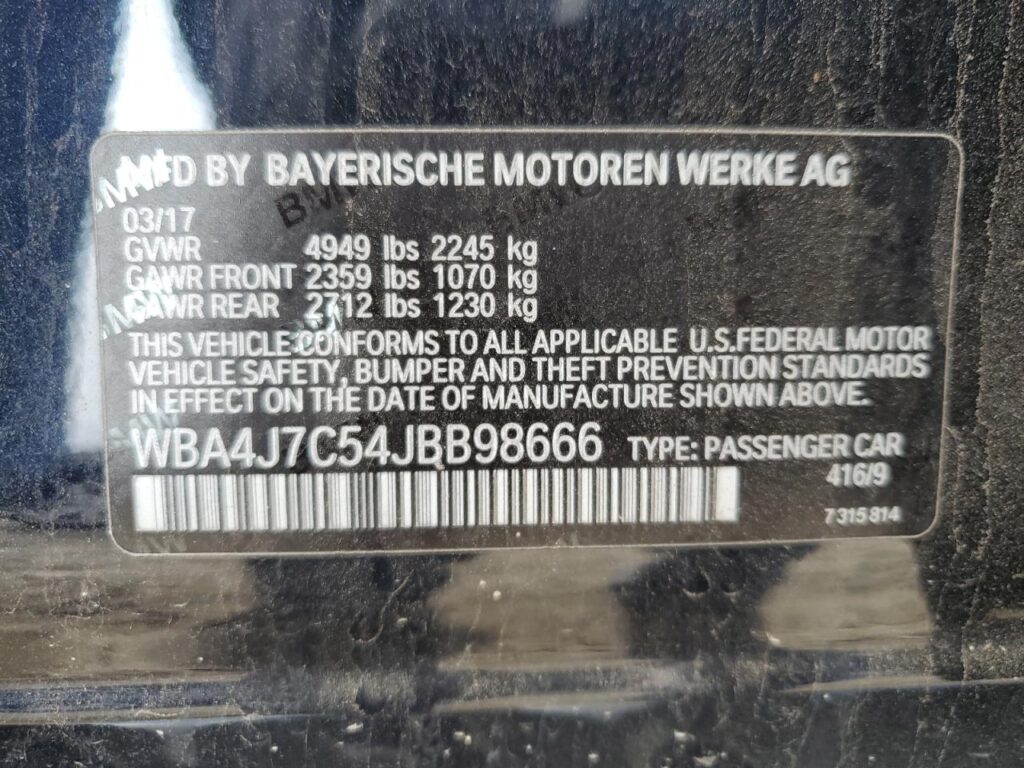 MFD BY BAYERISCHE MOTOREN WERKE AG
03/17
GVWR 4949 lbs 2245 kg
GAWR FRONT 2359 lbs 1070 kg
GAWR REAR 2712 lbs 1230 kg
THIS VEHICLE CONFORMS TO ALL APPLICABLE U.S.FEDERAL MOTOR
VEHICLE SAFETY, BUMPER AND THEFT PREVENTION STANDARDS
IN EFFECT ON THE DATE OF MANUFACTURE SHOWN ABOVE.
WBA4J7C54JBB98666 TYPE: PASSENGER CAR
416/9
7 315 814